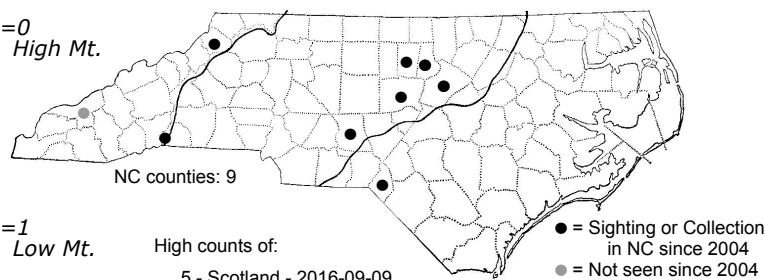 =0
High Mt.
NC counties: 9
=1
Low Mt.
High counts of:
5 - Scotland - 2016-09-09
● = Sighting or Collection
in NC since 2004
● = Not seen since 2004